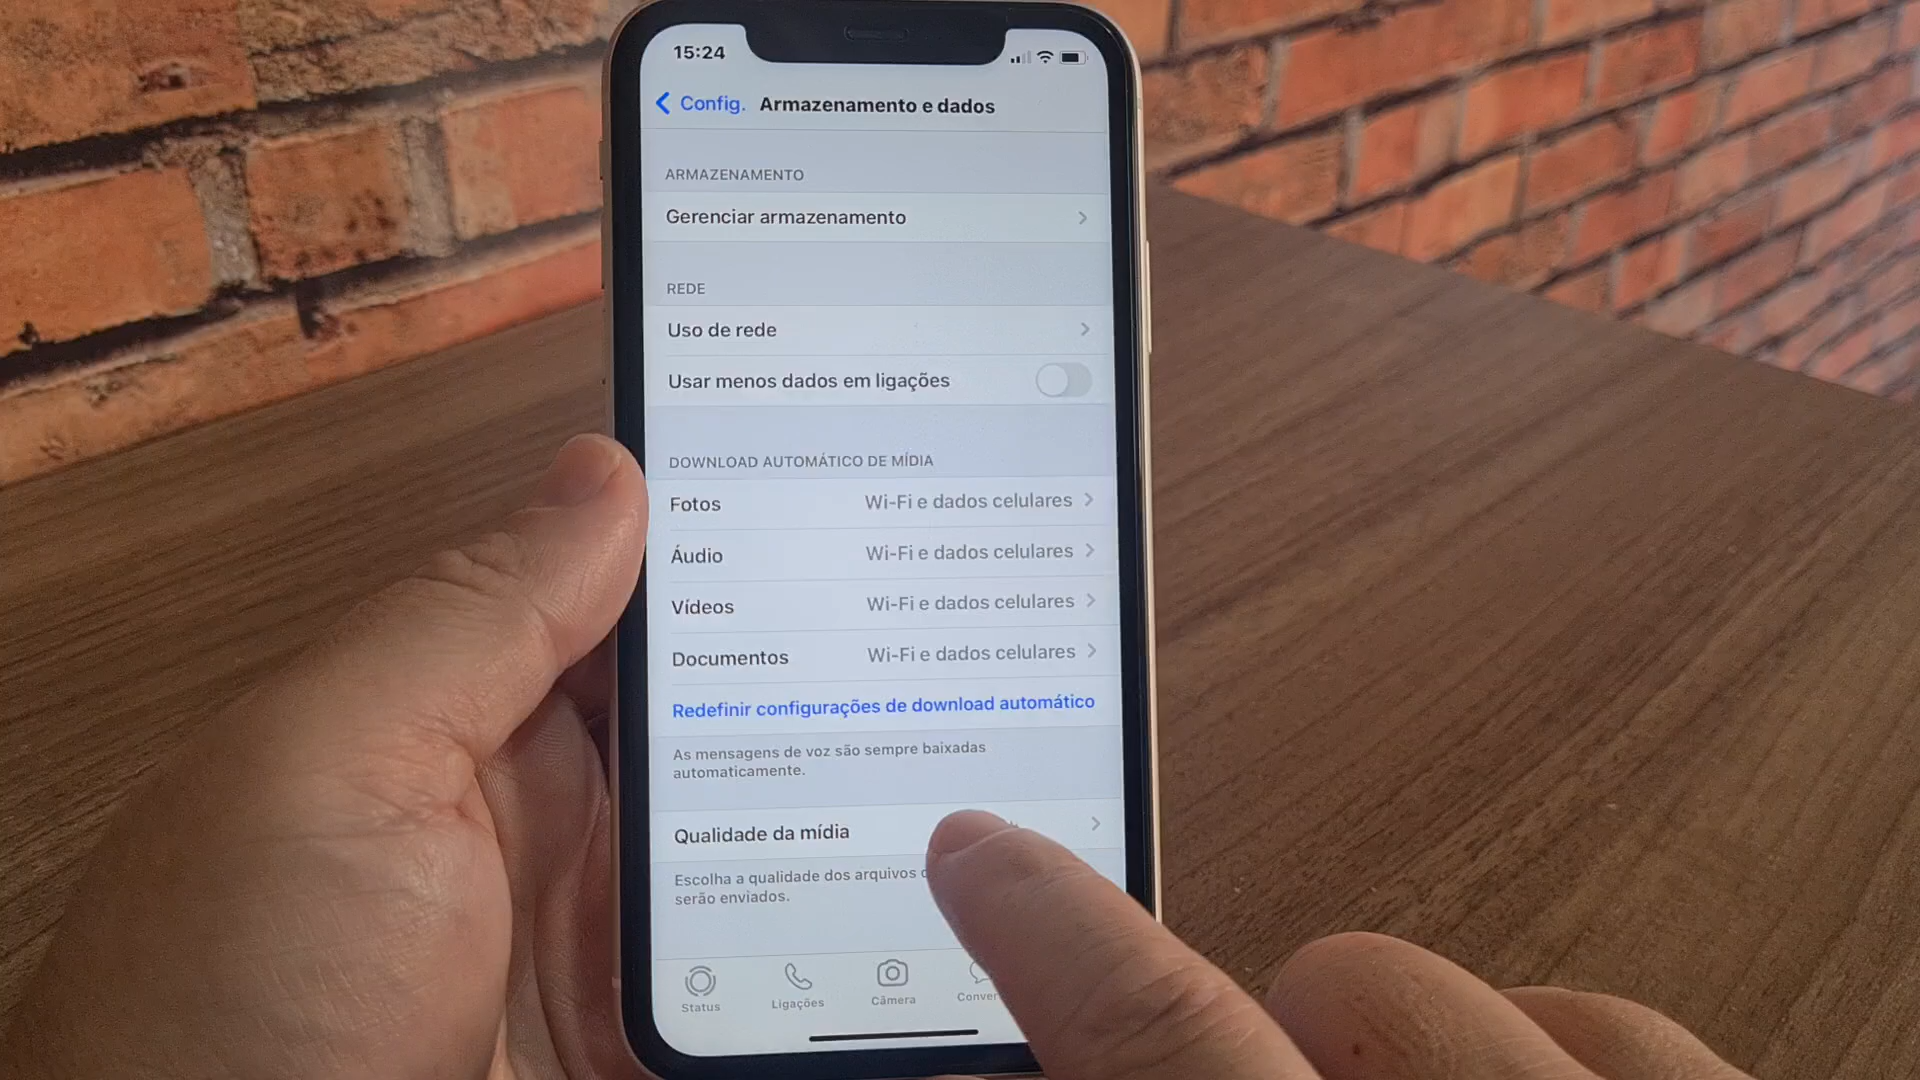 15:24
Config. Armazenamento e dados
ARMAZENAMENTO
Gerenciar armazenamento
REDE
Uso de rede
Usar menos dados em ligações
DOWNLOAD AUTOMÁTICO DE MÍDIA
Fotos Wi-Fi e dados celulares
Áudio Wi-Fi e dados celulares
Vídeos Wi-Fi e dados celulares
Documentos Wi-Fi e dados celulares
Redefinir configurações de download automático
As mensagens de voz são sempre baixadas
automaticamente.
Qualidade da mídia
Escolha a qualidade dos arquivos
serão enviados.
Status Ligações Câmera Conver